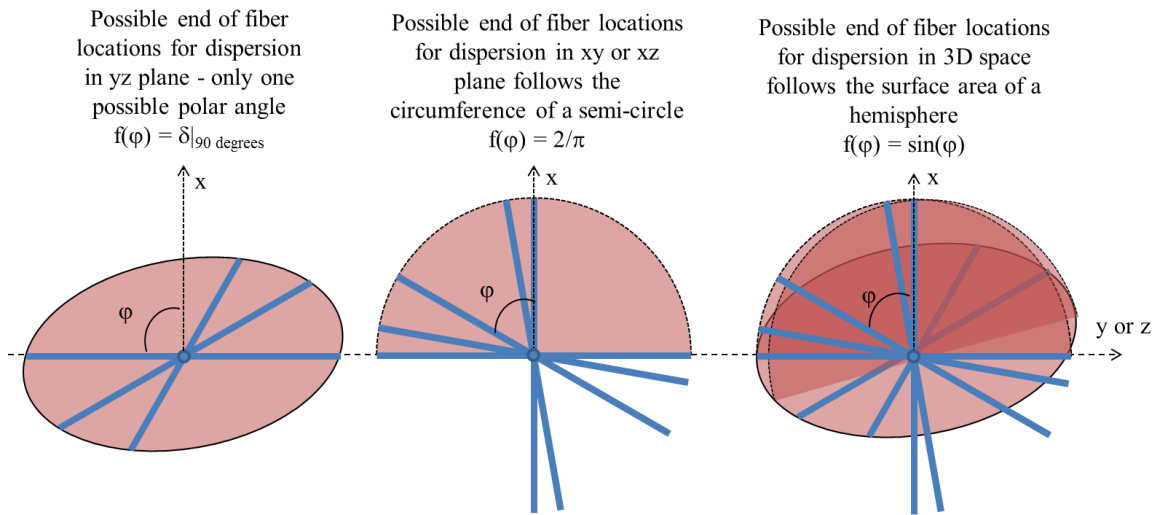 Possible end of fiber
locations for dispersion
in yz plane - only one
possible polar angle
f(φ) = δ|90 degrees
x
φ
Possible end of fiber locations
for dispersion in xy or xz
plane follows the
circumference of a semi-circle
f(φ) = 2/π
x
φ
Possible end of fiber locations
for dispersion in 3D space
follows the surface area of a
hemisphere
f(φ) = sin(φ)
x
φ
y or z